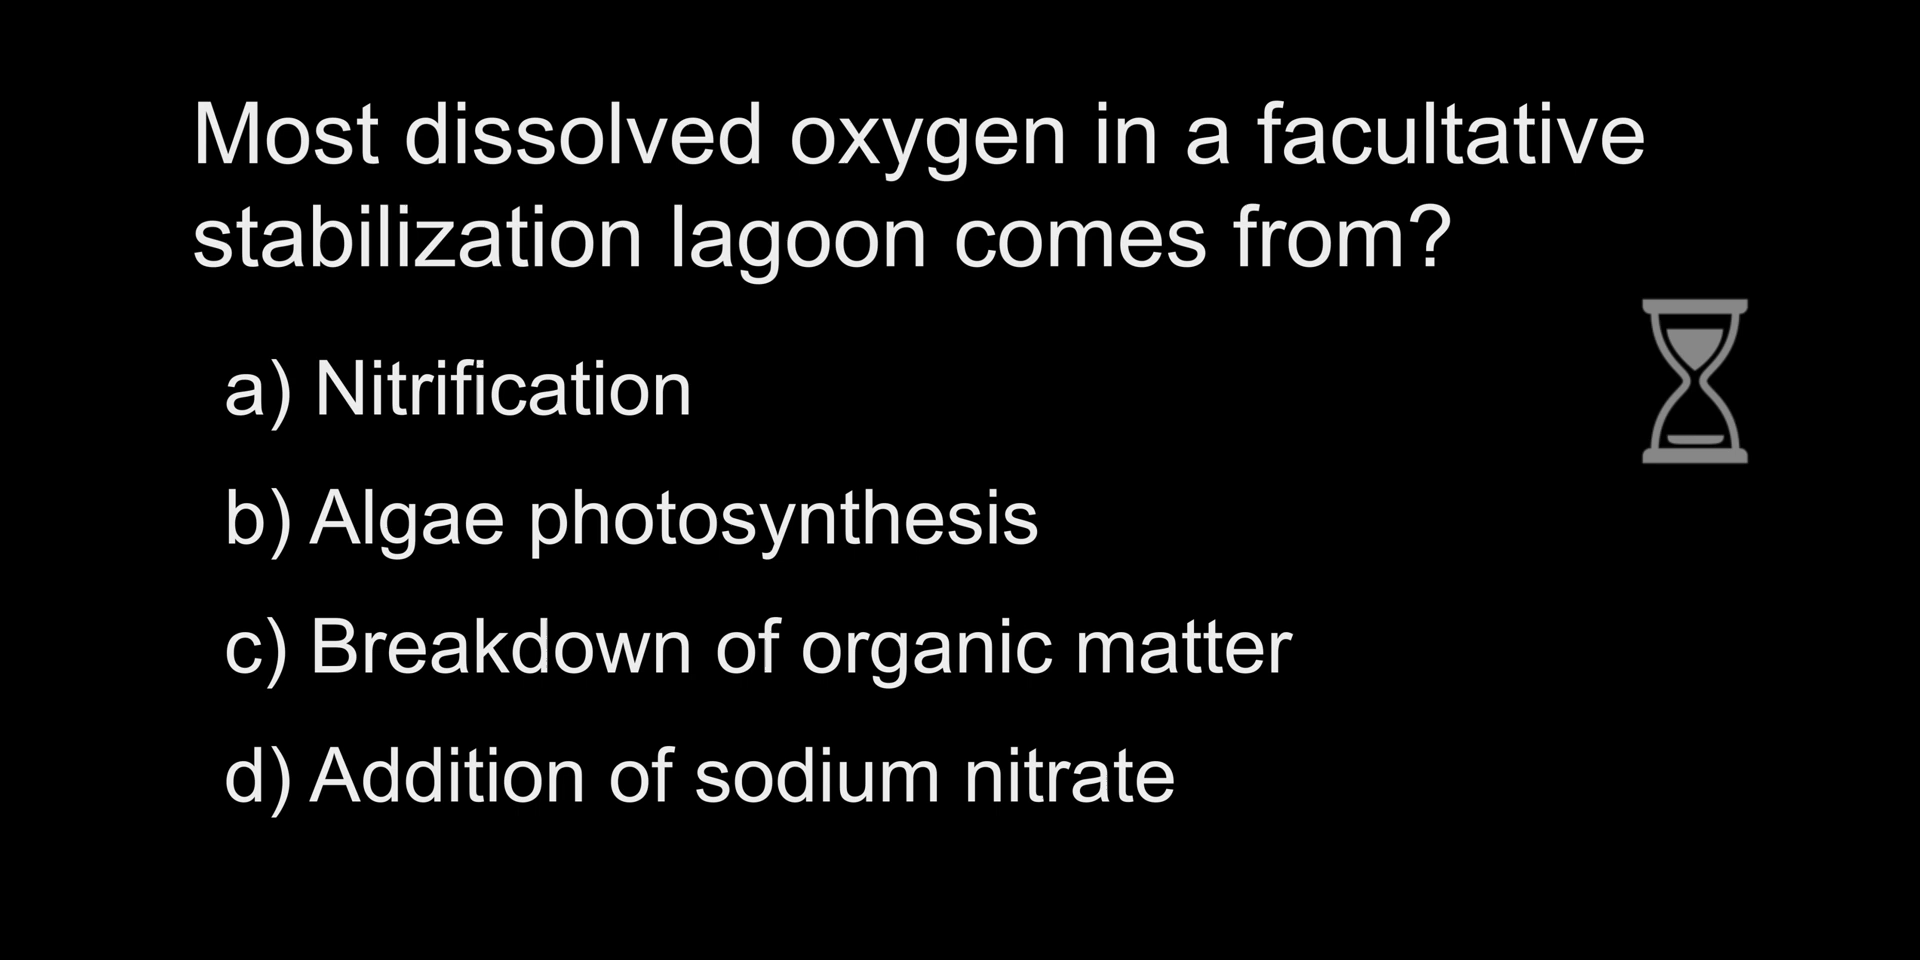 Most dissolved oxygen in a facultative
stabilization lagoon comes from?
a) Nitrification
b) Algae photosynthesis
c) Breakdown of organic matter
d) Addition of sodium nitrate